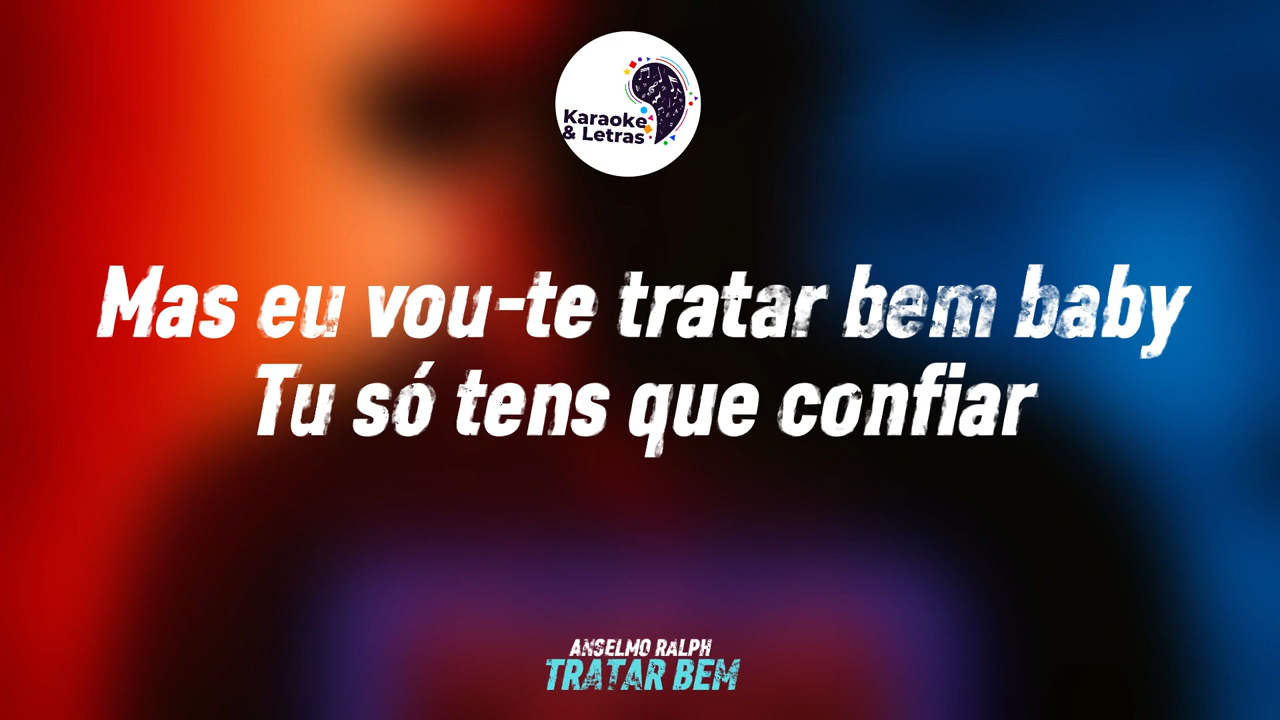 Karaoke
& Letras
Mas eu vou-te tratar bem baby
Tu só tens que confiar
ANSELMO RALPH
TRATAR BEM